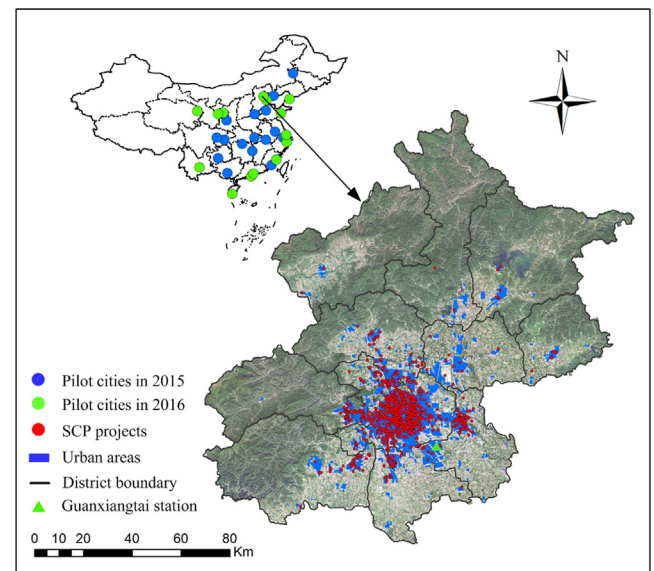 N
Pilot cities in 2015
Pilot cities in 2016
SCP projects
Urban areas
District boundary
Guanxiangtai station
0 10 20 40 60 80
Km